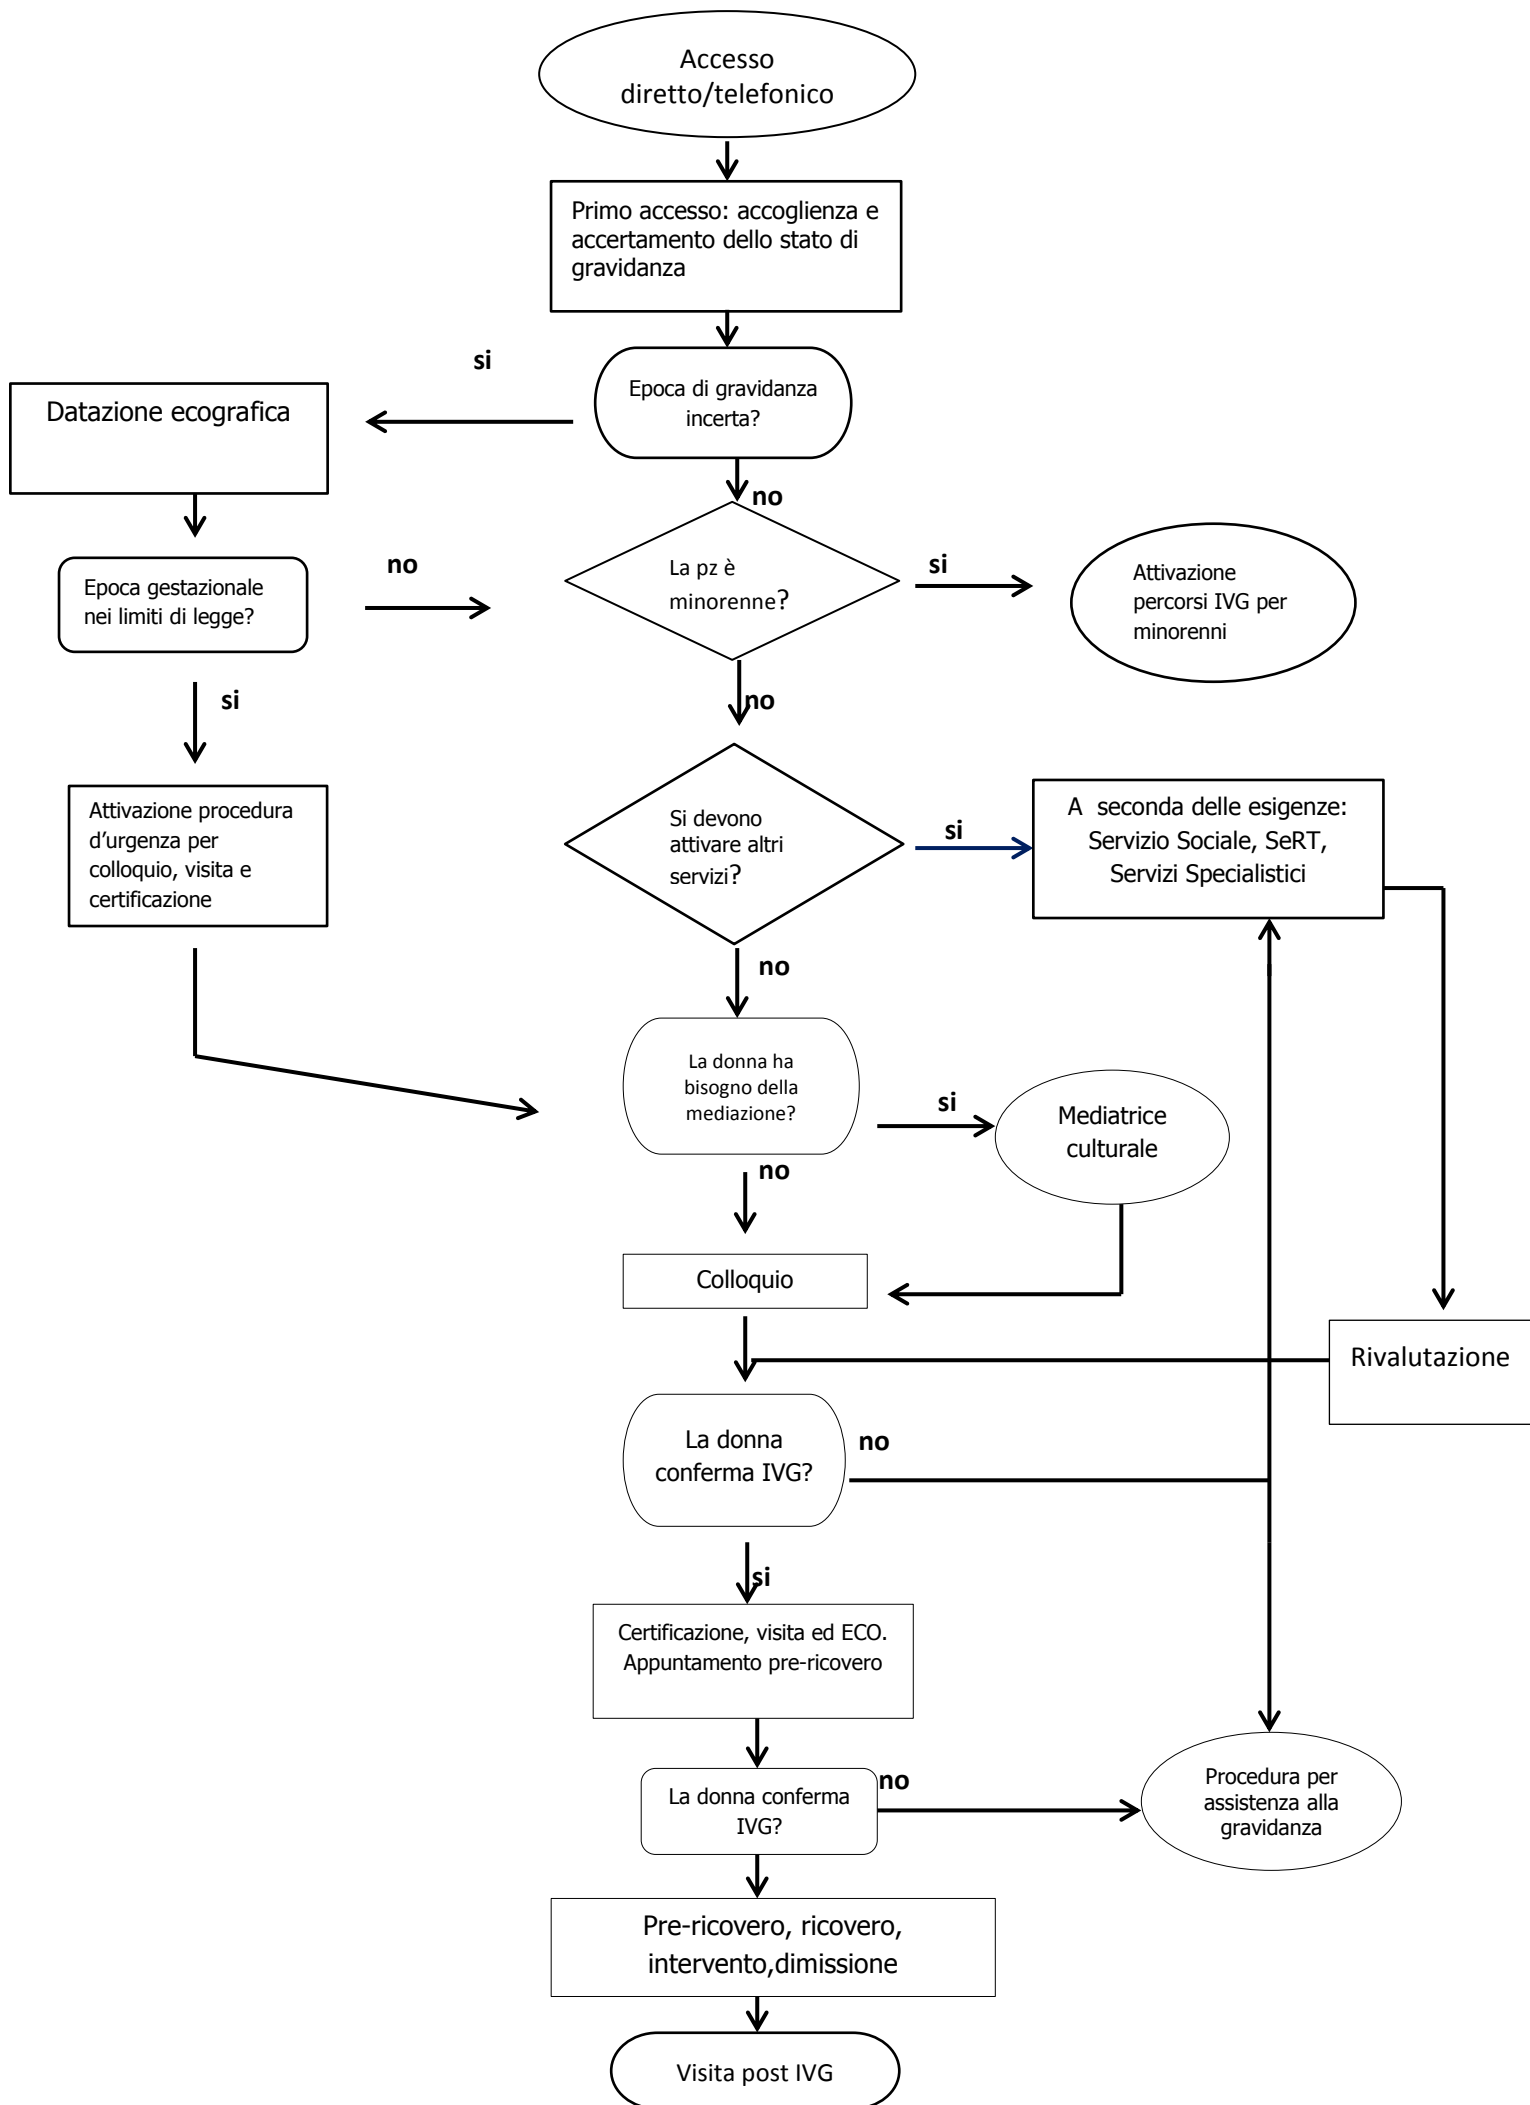 Accesso
diretto/telefonico
Primo accesso: accoglienza e
accertamento dello stato di
gravidanza
si
Epoca di gravidanza
incerta?
Datazione ecografica
no
La pz è
minorenne?
si
Attivazione
percorsi IVG per
minorenni
Epoca gestazionale
nei limiti di legge?
no
si
no
Attivazione procedura
d’urgenza per
colloquio, visita e
certificazione
Si devono
attivare altri
servizi?
si
A  seconda delle esigenze:
Servizio Sociale, SeRT,
Servizi Specialistici
no
La donna ha
bisogno della
mediazione?
si
Mediatrice
culturale
no
Colloquio
Rivalutazione
La donna
conferma IVG?
no
si
Certificazione, visita ed ECO.
Appuntamento pre-ricovero
La donna conferma
IVG?
no
Procedura per
assistenza alla
gravidanza
Pre-ricovero, ricovero,
intervento,dimissione
Visita post IVG